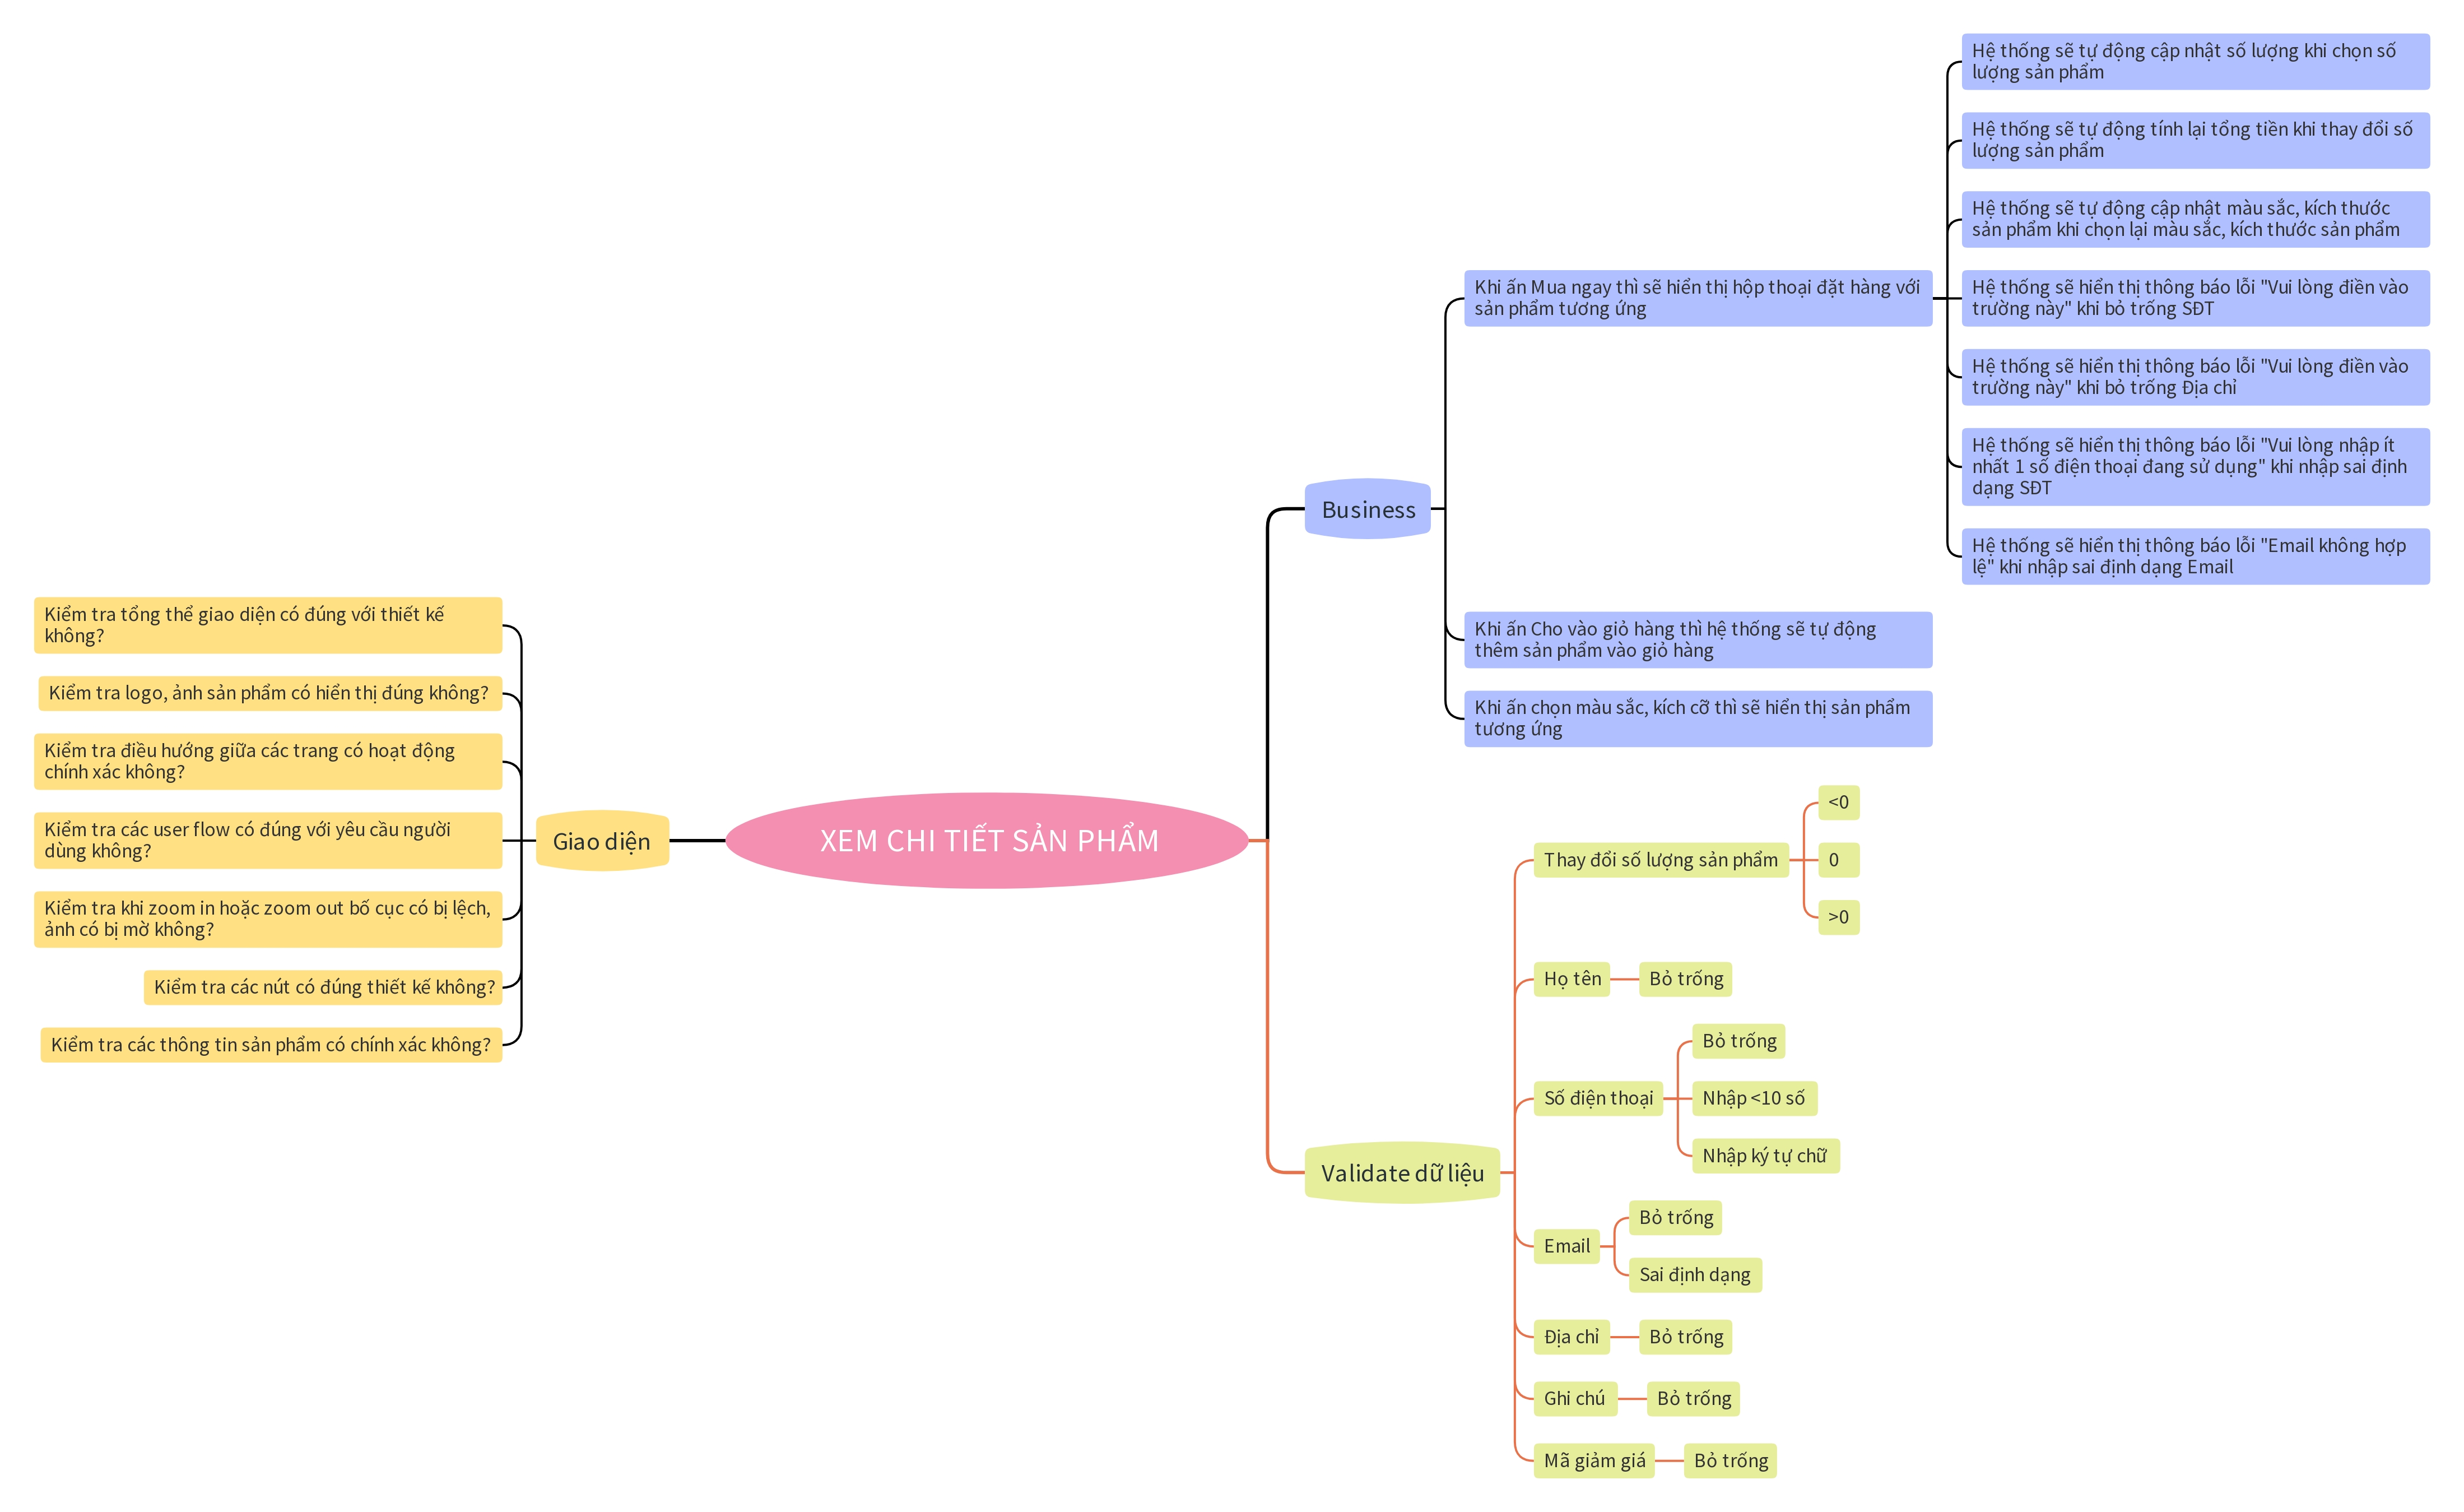 XEM CHI TIẾT SẢN PHẨM
Giao diện
Kiểm tra tổng thể giao diện có đúng với thiết kế
không?
Kiểm tra logo, ảnh sản phẩm có hiển thị đúng không?
Kiểm tra điều hướng giữa các trang có hoạt động
chính xác không?
Kiểm tra các user flow có đúng với yêu cầu người
dùng không?
Kiểm tra khi zoom in hoặc zoom out bố cục có bị lệch,
ảnh có bị mờ không?
Kiểm tra các nút có đúng thiết kế không?
Kiểm tra các thông tin sản phẩm có chính xác không?
Business
Khi ấn Mua ngay thì sẽ hiển thị hộp thoại đặt hàng với
sản phẩm tương ứng
Hệ thống sẽ tự động cập nhật số lượng khi chọn số
lượng sản phẩm
Hệ thống sẽ tự động tính lại tổng tiền khi thay đổi số
lượng sản phẩm
Hệ thống sẽ tự động cập nhật màu sắc, kích thước
sản phẩm khi chọn lại màu sắc, kích thước sản phẩm
Hệ thống sẽ hiển thị thông báo lỗi "Vui lòng điền vào
trường này" khi bỏ trống SĐT
Hệ thống sẽ hiển thị thông báo lỗi "Vui lòng điền vào
trường này" khi bỏ trống Địa chỉ
Hệ thống sẽ hiển thị thông báo lỗi "Vui lòng nhập ít
nhất 1 số điện thoại đang sử dụng" khi nhập sai định
dạng SĐT
Hệ thống sẽ hiển thị thông báo lỗi "Email không hợp
lệ" khi nhập sai định dạng Email
Khi ấn Cho vào giỏ hàng thì hệ thống sẽ tự động
thêm sản phẩm vào giỏ hàng
Khi ấn chọn màu sắc, kích cỡ thì sẽ hiển thị sản phẩm
tương ứng
Validate dữ liệu
Thay đổi số lượng sản phẩm
<0
0
>0
Họ tên
Bỏ trống
Số điện thoại
Bỏ trống
Nhập <10 số
Nhập ký tự chữ
Email
Bỏ trống
Sai định dạng
Địa chỉ
Bỏ trống
Ghi chú
Bỏ trống
Mã giảm giá
Bỏ trống